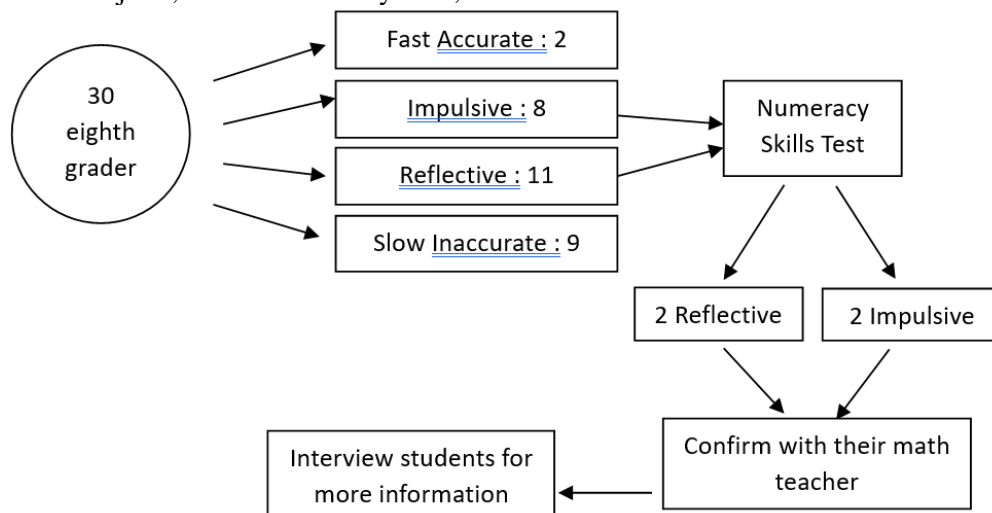 30
eighth
grader
Fast Accurate : 2
Impulsive : 8
Reflective : 11
Slow Inaccurate : 9
Numeracy
Skills Test
2 Reflective
2 Impulsive
Confirm with their math
teacher
Interview students for
more information